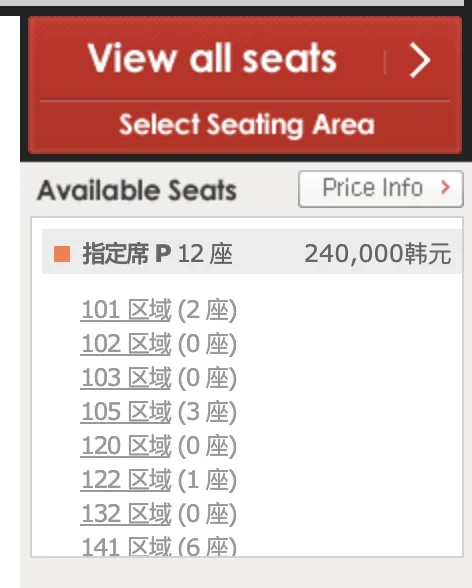 View all seats
Select Seating Area
Available Seats
Price Info
指定席 P 12 座 240,000韩元
101 区域 (2 座)
102 区域 (0 座)
103 区域 (0 座)
105 区域 (3 座)
120 区域 (0 座)
122 区域 (1 座)
132 区域 (0 座)
141 区域 (6 座)